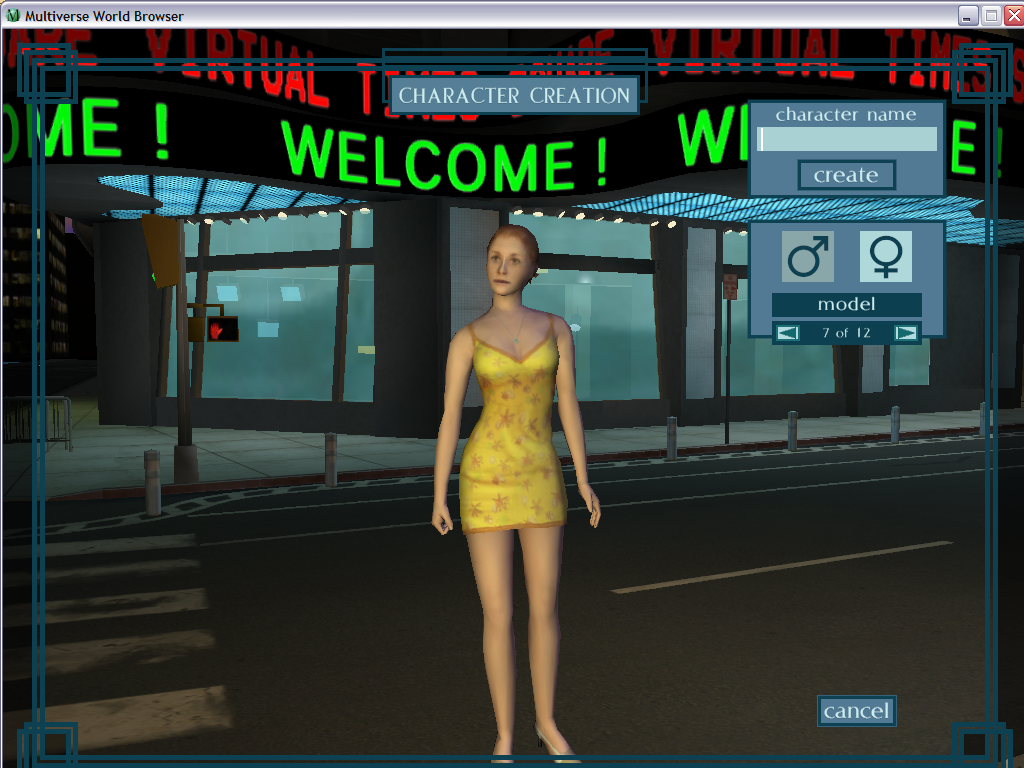 Multiverse World Browser
VIRTUAL TIMES VIRTUAL TIMES
OME! WELCOME! WE E!
CHARACTER CREATION
character name
create
model
7 of 12
cancel